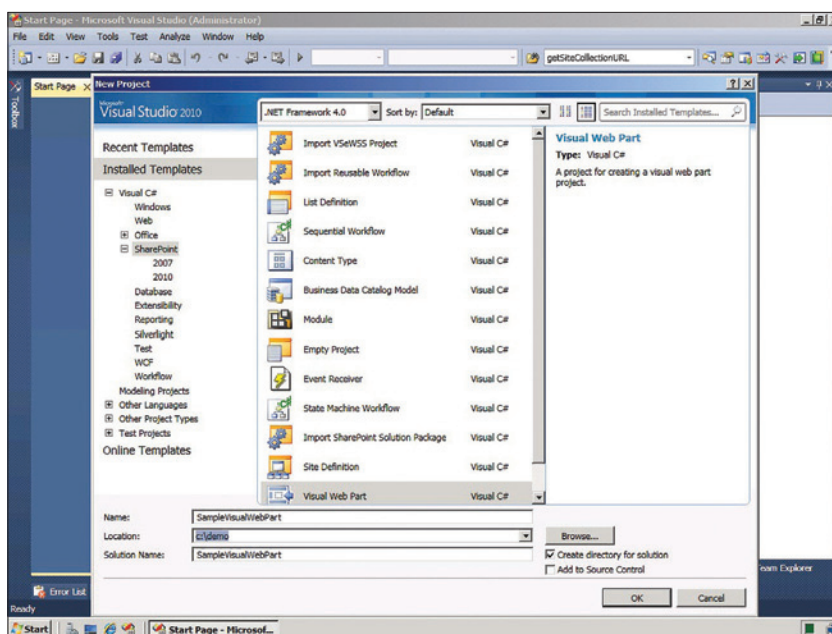 Start Page - Microsoft Visual Studio (Administrator)
File Edit View Tools Test Analyze Window Help
getSiteCollectionURL
Toolbox
Start Page
New Project
Microsoft
Visual Studio 2010
.NET Framework 4.0
Sort by: Default
Search Installed Templates...
Recent Templates
Installed Templates
Visual C#
Windows
Web
Office
SharePoint
2007
2010
Database
Extensibility
Reporting
Silverlight
Test
WCF
Workflow
Modeling Projects
Other Languages
Other Project Types
Test Projects
Online Templates
Import VSeWSS Project Visual C#
Import Reusable Workflow Visual C#
List Definition Visual C#
Sequential Workflow Visual C#
Content Type Visual C#
Business Data Catalog Model Visual C#
Module Visual C#
Empty Project Visual C#
Event Receiver Visual C#
State Machine Workflow Visual C#
Import SharePoint Solution Package Visual C#
Site Definition Visual C#
Visual Web Part Visual C#
Visual Web Part
Type: Visual C#
A project for creating a visual web part
project.
Name: SampleVisualWebPart
Location: c:\demo
Browse...
Solution Name: SampleVisualWebPart
Create directory for solution
Add to Source Control
OK Cancel
Team Explorer
Error List
Ready
Start
Start Page - Microsof...